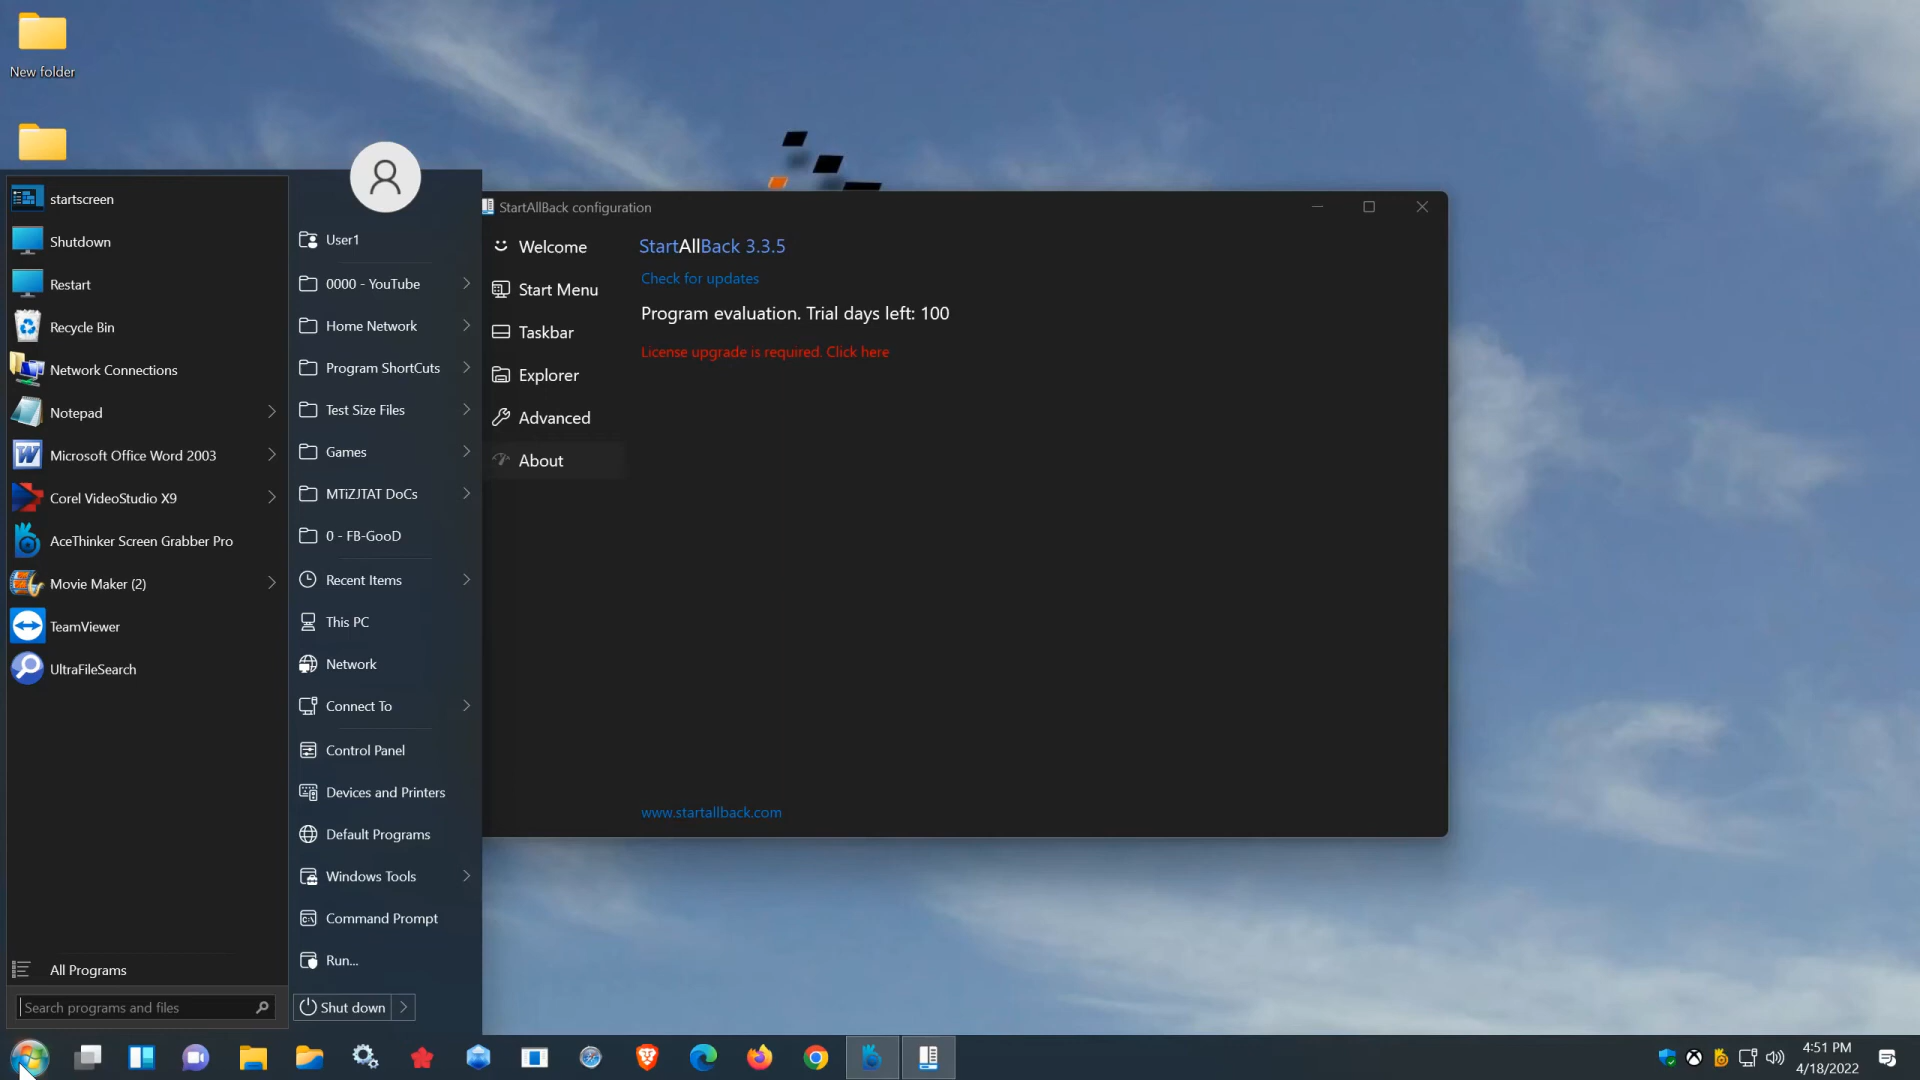 New folder
startscreen
Shutdown
Restart
Recycle Bin
Network Connections
Notepad
Microsoft Office Word 2003
Corel VideoStudio X9
AceThinker Screen Grabber Pro
Movie Maker (2)
TeamViewer
UltraFileSearch
All Programs
Search programs and files
User1
0000 - YouTube
Home Network
Program ShortCuts
Test Size Files
Games
MTiZJTAT DoCs
0 - FB-GooD
Recent Items
This PC
Network
Connect To
Control Panel
Devices and Printers
Default Programs
Windows Tools
Command Prompt
Run...
Shut down
StartAllBack configuration
Welcome
Start Menu
Taskbar
Explorer
Advanced
About
StartAllBack 3.3.5
Check for updates
Program evaluation. Trial days left: 100
License upgrade is required. Click here
www.startallback.com
4:51 PM
4/18/2022